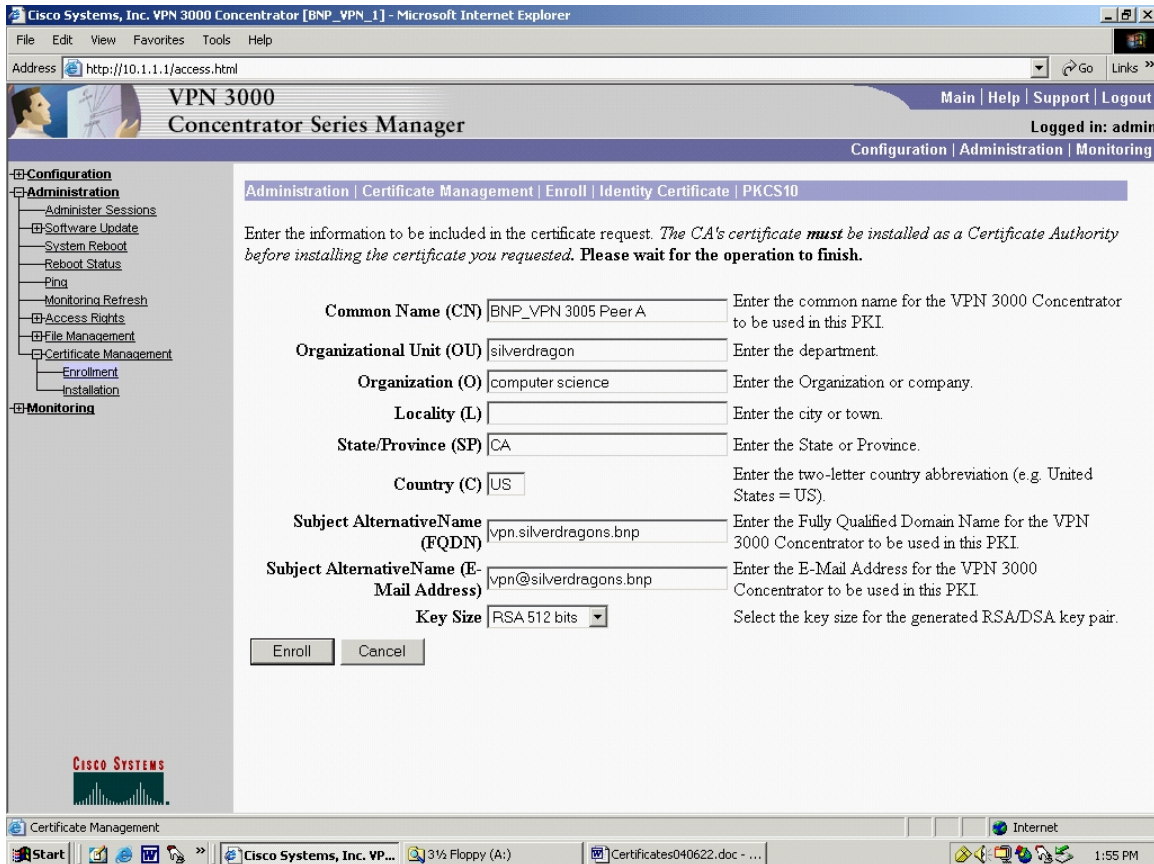 Cisco Systems, Inc. VPN 3000 Concentrator [BNP_VPN_1] - Microsoft Internet Explorer
File Edit View Favorites Tools Help
Address http://10.1.1.1/access.html Go Links »
VPN 3000
Concentrator Series Manager
Main | Help | Support | Logout
Logged in: admin
Configuration | Administration | Monitoring
Configuration
Administration
Administer Sessions
Software Update
System Reboot
Reboot Status
Ping
Monitoring Refresh
Access Rights
File Management
Certificate Management
Enrollment
Installation
Monitoring
Administration | Certificate Management | Enroll | Identity Certificate | PKCS10
Enter the information to be included in the certificate request. The CA's certificate must be installed as a Certificate Authority
before installing the certificate you requested. Please wait for the operation to finish.
Common Name (CN) BNP_VPN 3005 Peer A Enter the common name for the VPN 3000 Concentrator
to be used in this PKI.
Organizational Unit (OU) silverdragon Enter the department.
Organization (O) computer science Enter the Organization or company.
Locality (L) Enter the city or town.
State/Province (SP) CA Enter the State or Province.
Country (C) US Enter the two-letter country abbreviation (e.g. United
States = US).
Subject AlternativeName
(FQDN) vpn.silverdragons.bnp Enter the Fully Qualified Domain Name for the VPN
3000 Concentrator to be used in this PKI.
Subject AlternativeName (E-
Mail Address) vpn@silverdragons.bnp Enter the E-Mail Address for the VPN 3000
Concentrator to be used in this PKI.
Key Size RSA 512 bits Select the key size for the generated RSA/DSA key pair.
Enroll Cancel
CISCO SYSTEMS
Certificate Management Internet
Start » Cisco Systems, Inc. VP... 3½ Floppy (A:) Certificates040622.doc - ... 1:55 PM